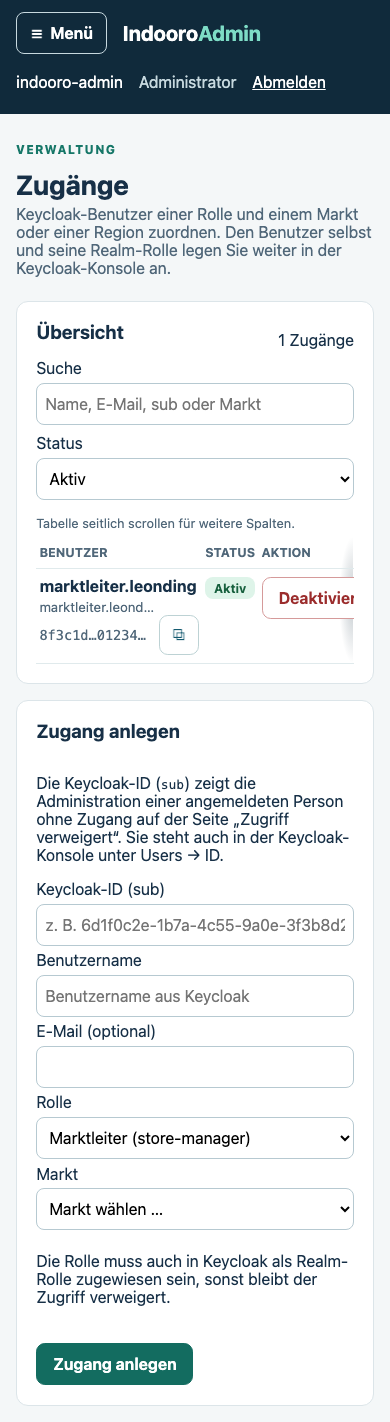 ≡ Menü IndooroAdmin
indooro-admin Administrator Abmelden
VERWALTUNG
Zugänge
Keycloak-Benutzer einer Rolle und einem Markt
oder einer Region zuordnen. Den Benutzer selbst
und seine Realm-Rolle legen Sie weiter in der
Keycloak-Konsole an.
Übersicht
1 Zugänge
Suche
Name, E-Mail, sub oder Markt
Status
Aktiv
Tabelle seitlich scrollen für weitere Spalten.
BENUTZER STATUS AKTION
marktleiter.leonding Aktiv Deaktivier
marktleiter.leond…
8f3c1d…01234…
Zugang anlegen
Die Keycloak-ID (sub) zeigt die
Administration einer angemeldeten Person
ohne Zugang auf der Seite „Zugriff
verweigert“. Sie steht auch in der Keycloak-
Konsole unter Users → ID.
Keycloak-ID (sub)
z. B. 6d1f0c2e-1b7a-4c55-9a0e-3f3b8d2
Benutzername
Benutzername aus Keycloak
E-Mail (optional)
Rolle
Marktleiter (store-manager)
Markt
Markt wählen ...
Die Rolle muss auch in Keycloak als Realm-
Rolle zugewiesen sein, sonst bleibt der
Zugriff verweigert.
Zugang anlegen